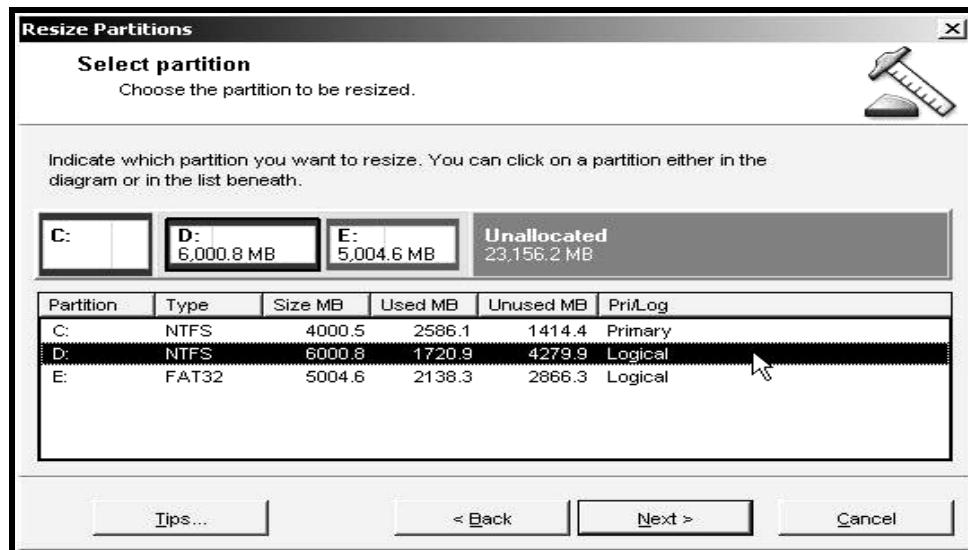 Resize Partitions
Select partition
Choose the partition to be resized.
Indicate which partition you want to resize. You can click on a partition either in the
diagram or in the list beneath.
C: D: E: Unallocated
6,000.8 MB 5,004.6 MB 23,156.2 MB
Partition Type Size MB Used MB Unused MB Pri/Log
C: NTFS 4000.5 2586.1 1414.4 Primary
D: NTFS 6000.8 1720.9 4279.9 Logical
E: FAT32 5004.6 2138.3 2866.3 Logical
Tips... < Back Next > Cancel